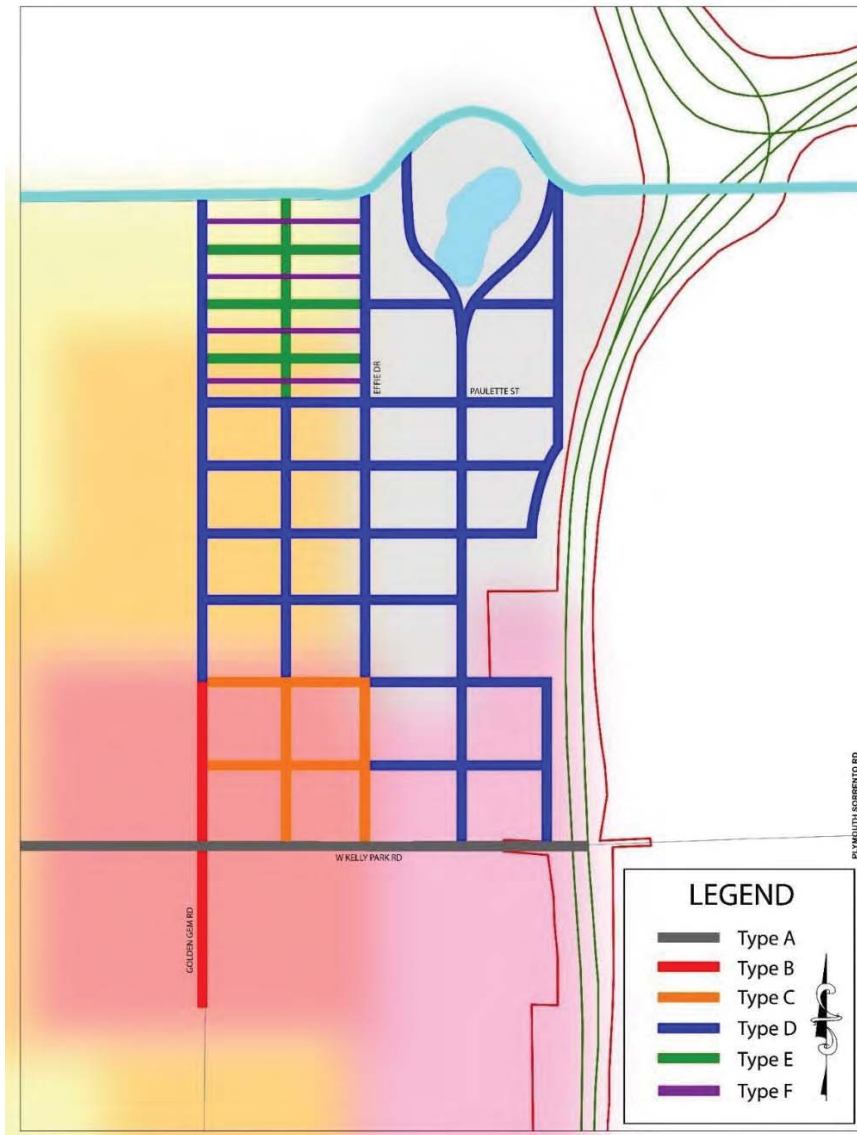 EFFIE DR
PAULETTE ST
PLYMOUTH SORRENTO RD
W KELLY PARK RD
GOLDEN GEM RD
LEGEND
Type A
Type B
Type C
Type D
Type E
Type F